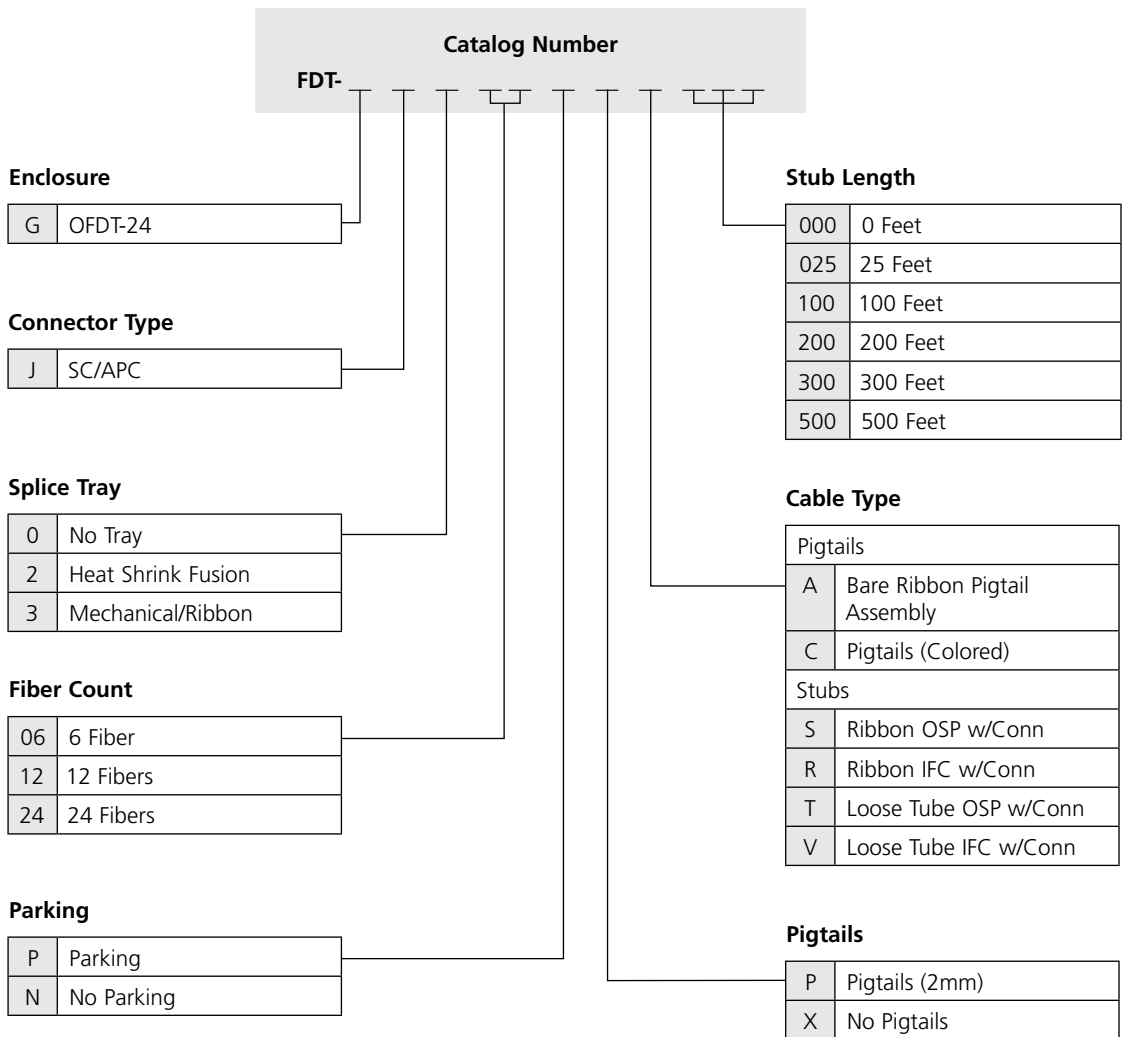 Catalog Number
FDT-
Enclosure
G OFDT-24
Connector Type
J SC/APC
Splice Tray
0 No Tray
2 Heat Shrink Fusion
3 Mechanical/Ribbon
Fiber Count
06 6 Fiber
12 12 Fibers
24 24 Fibers
Parking
P Parking
N No Parking
Stub Length
000 0 Feet
025 25 Feet
100 100 Feet
200 200 Feet
300 300 Feet
500 500 Feet
Cable Type
Pigtails
A Bare Ribbon Pigtail
Assembly
C Pigtails (Colored)
Stubs
S Ribbon OSP w/Conn
R Ribbon IFC w/Conn
T Loose Tube OSP w/Conn
V Loose Tube IFC w/Conn
Pigtails
P Pigtails (2mm)
X No Pigtails